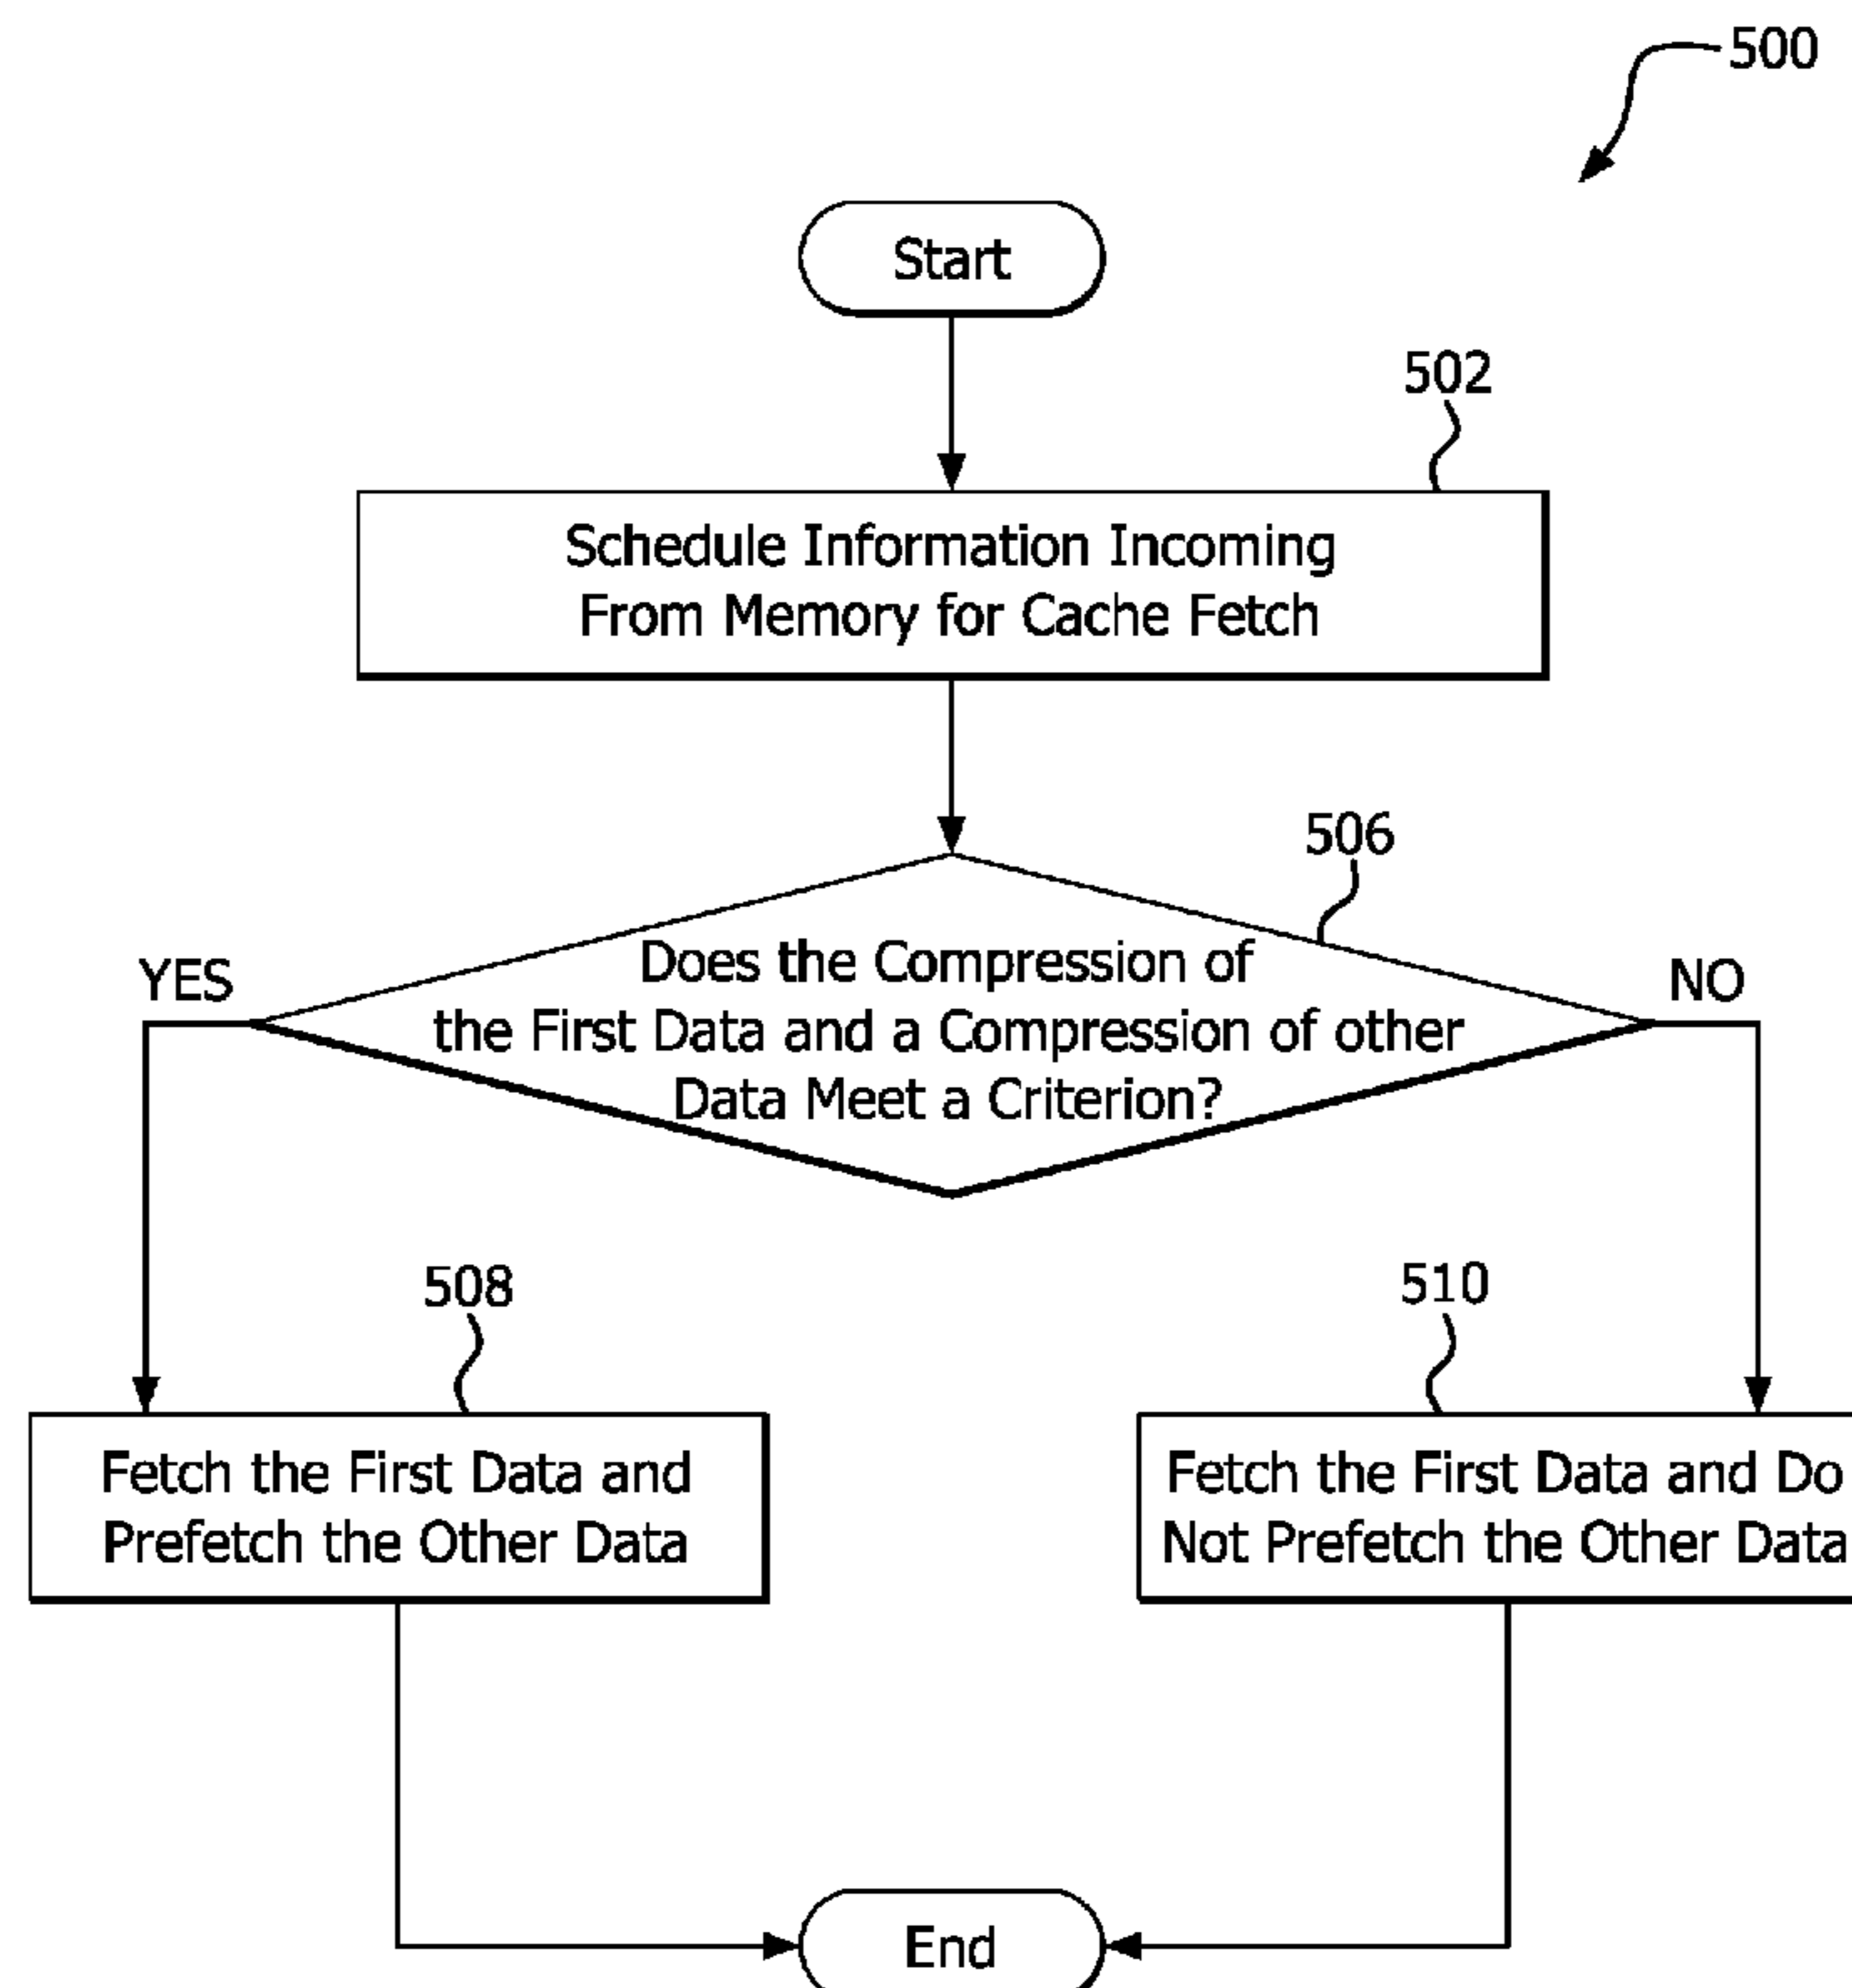 500
Start
502
Schedule Information Incoming
From Memory for Cache Fetch
506
Does the Compression of
the First Data and a Compression of other
Data Meet a Criterion?
YES
NO
508
510
Fetch the First Data and
Prefetch the Other Data
Fetch the First Data and Do
Not Prefetch the Other Data
End